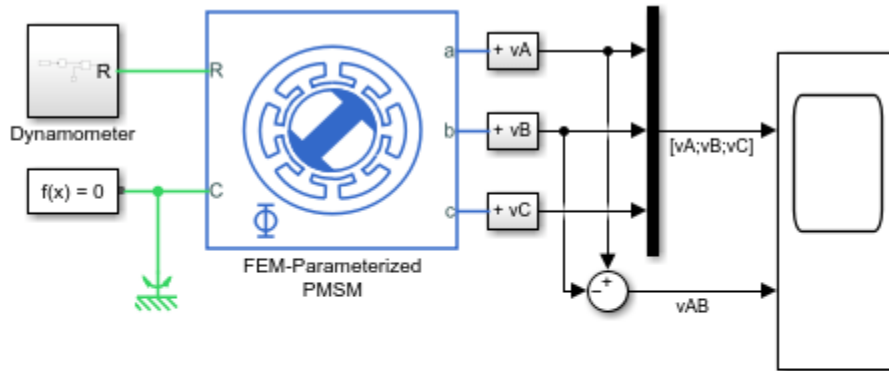 R
Dynamometer
f(x) = 0
R
C
a
b
c
Φ
FEM-Parameterized
PMSM
+ vA
+ vB
+ vC
[vA;vB;vC]
+
−
vAB